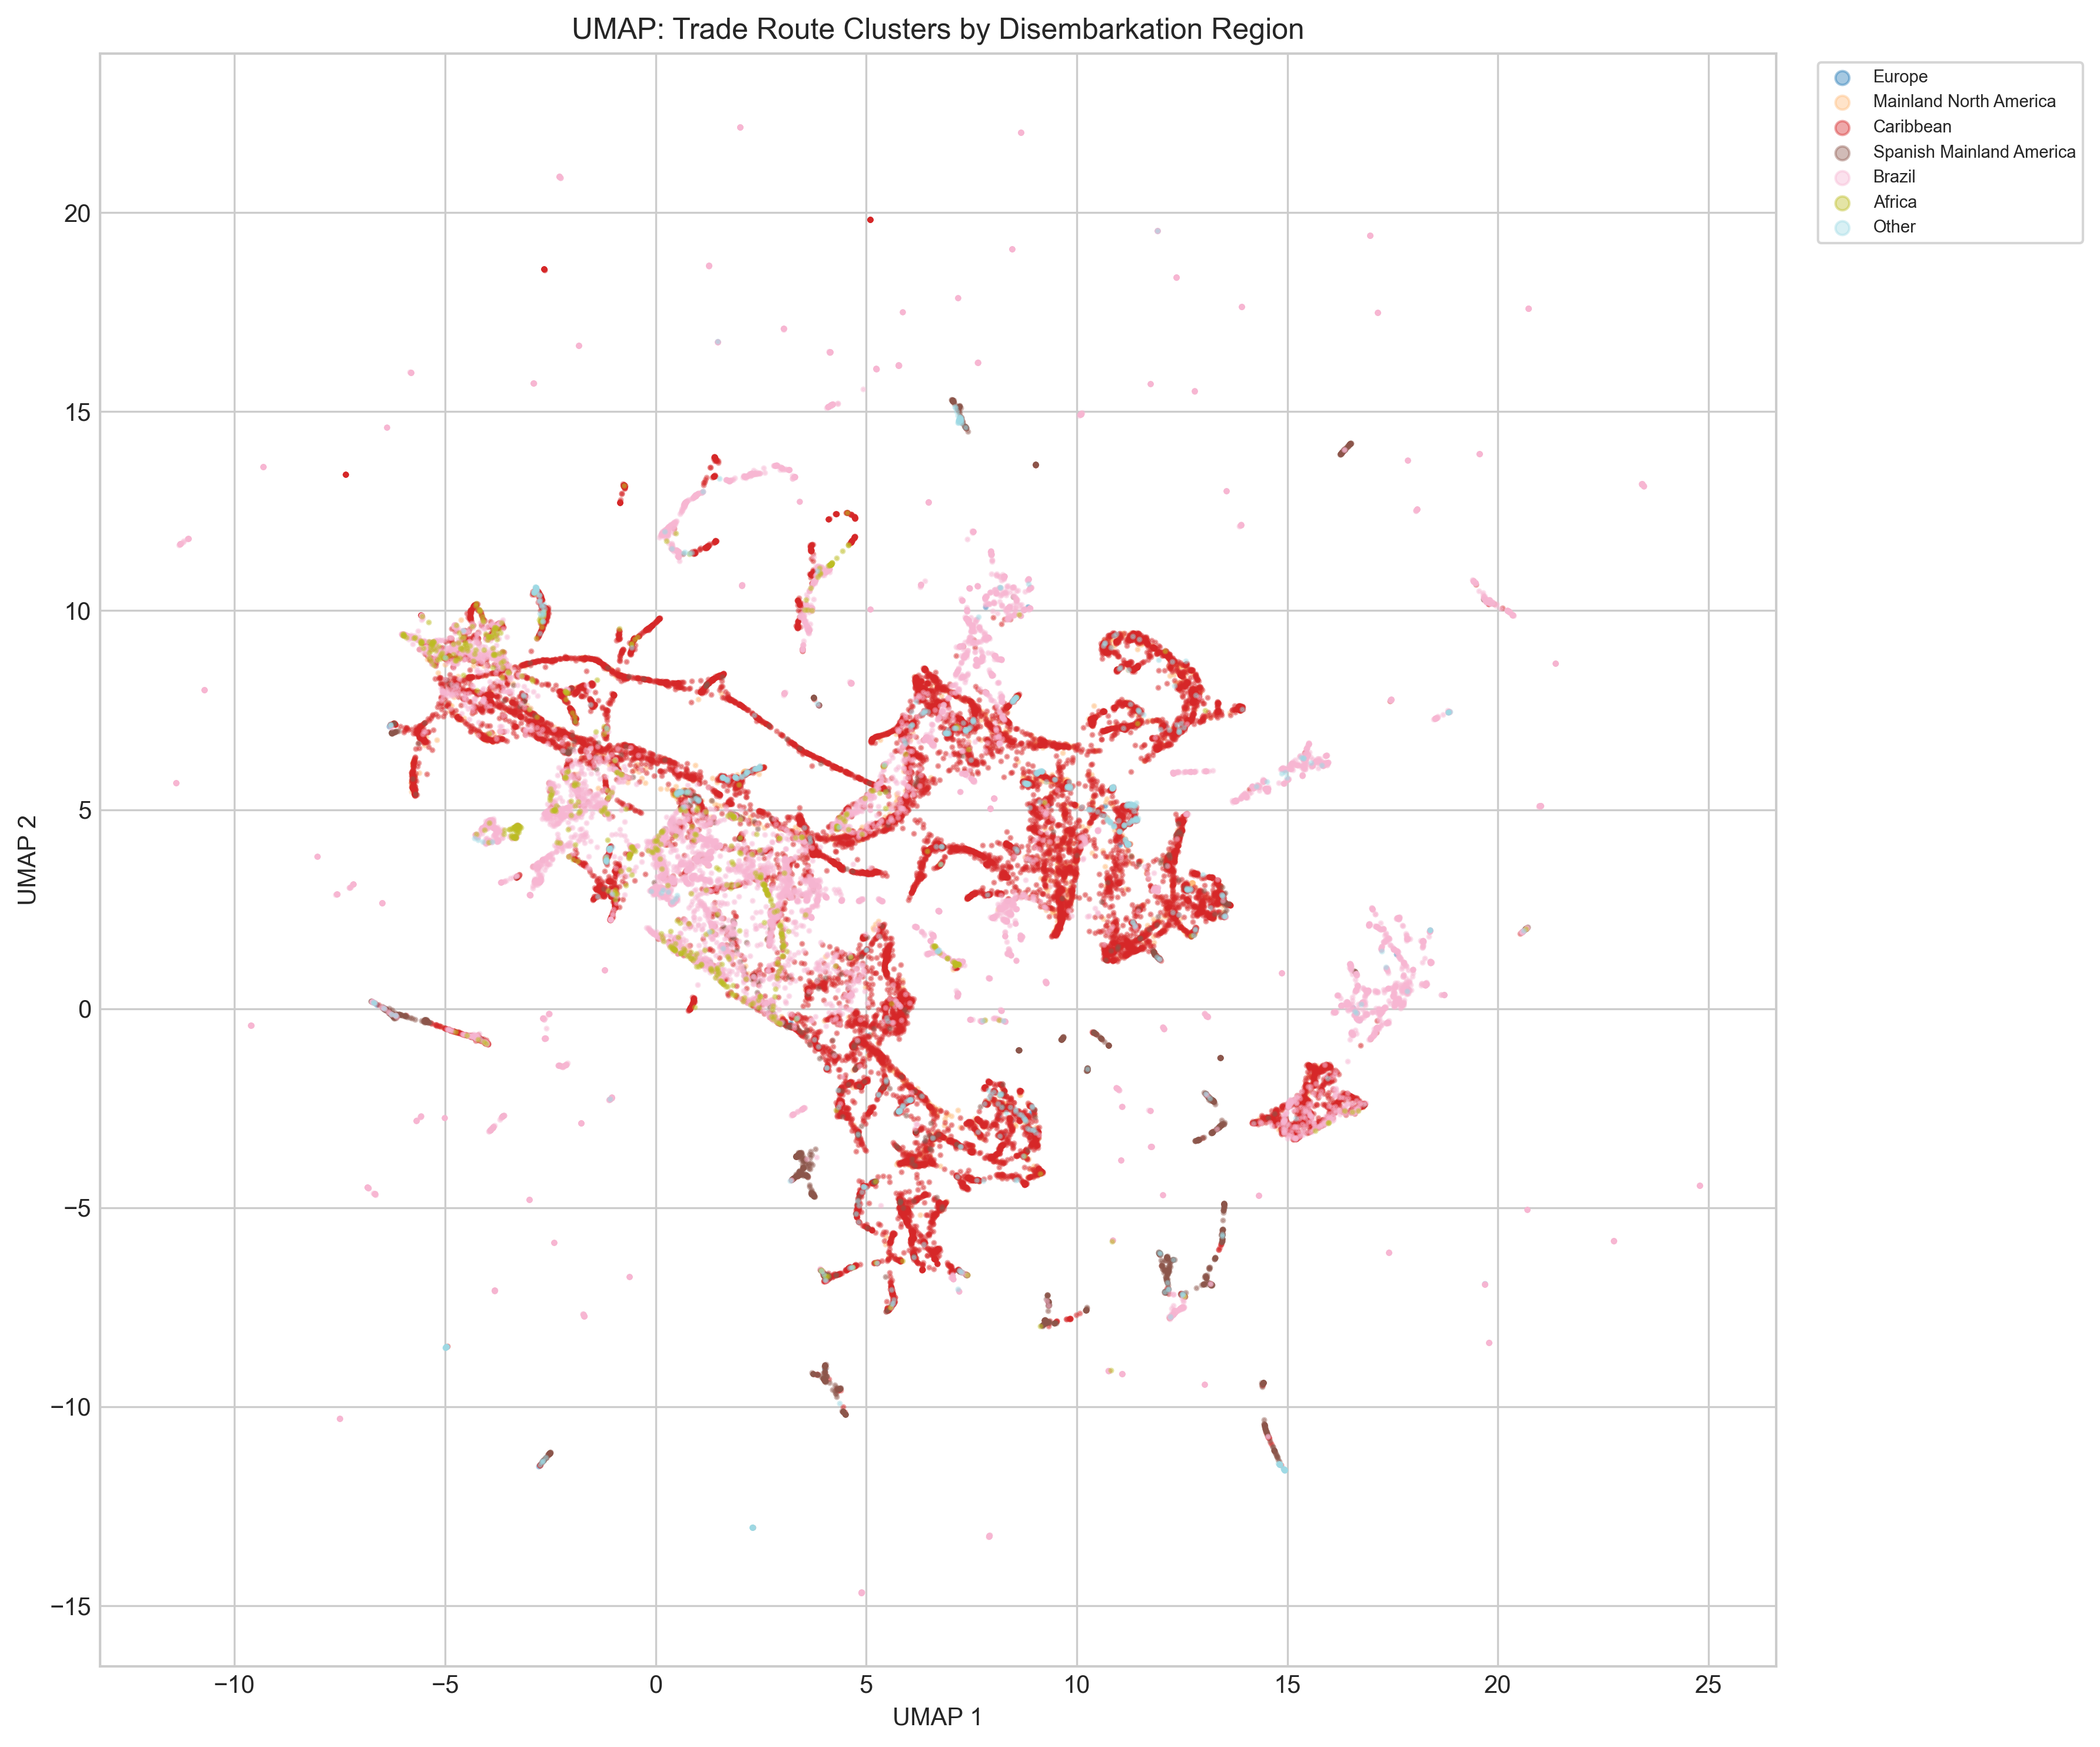 UMAP: Trade Route Clusters by Disembarkation Region
Europe
Mainland North America
Caribbean
Spanish Mainland America
Brazil
Africa
Other
20
15
10
5
0
−5
−10
−15
UMAP 2
−10 −5 0 5 10 15 20 25
UMAP 1